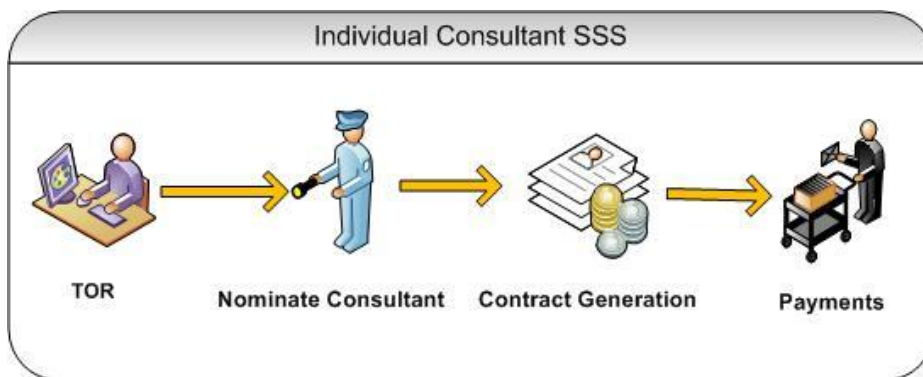 Individual Consultant SSS
TOR
Nominate Consultant
Contract Generation
Payments